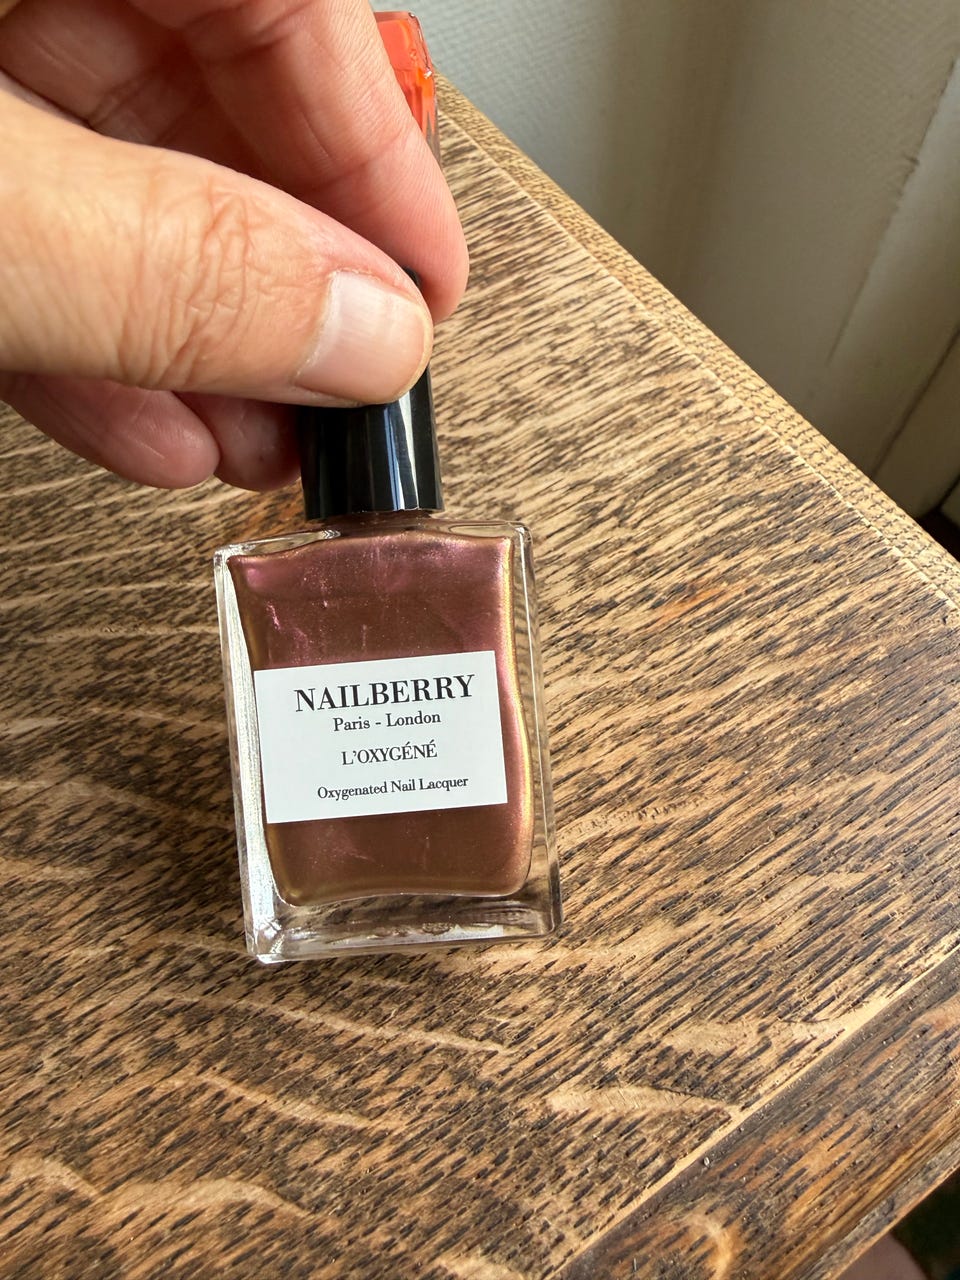 NAILBERRY
Paris - London
L'OXYGÉNÉ
Oxygenated Nail Lacquer